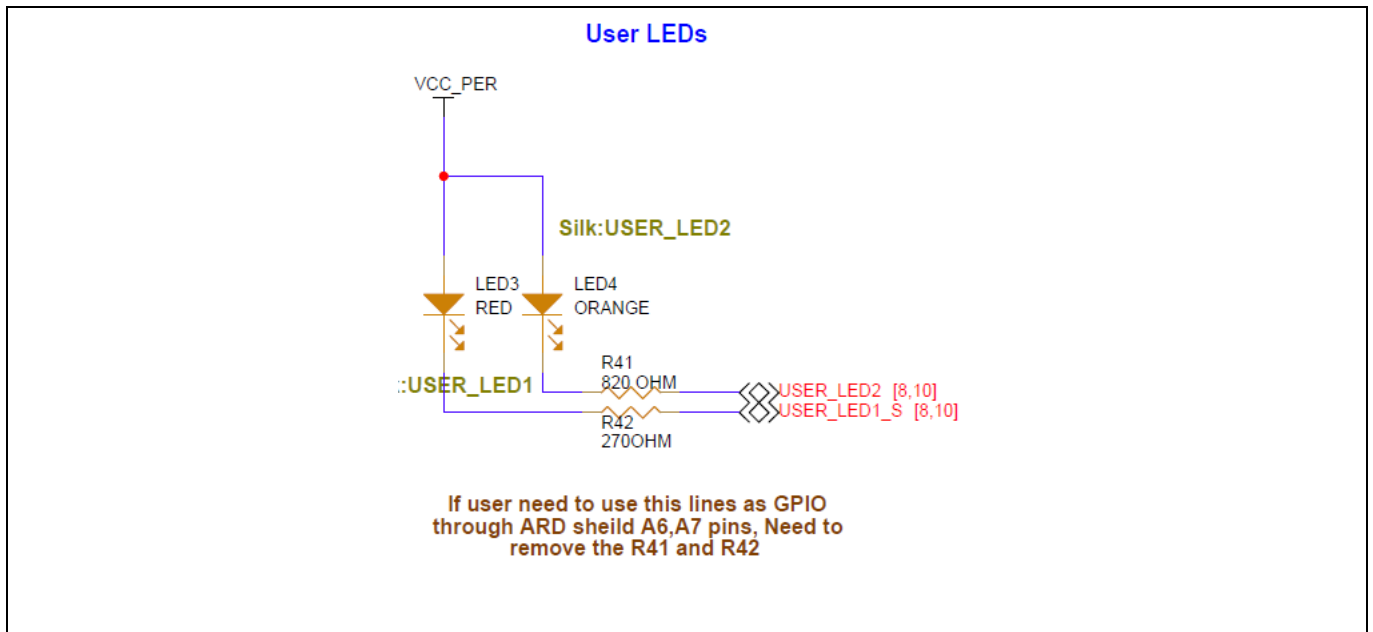 User LEDs
VCC_PER
Silk:USER_LED2
LED3
RED
LED4
ORANGE
:USER_LED1
R41
820 OHM
USER_LED2 [8,10]
USER_LED1_S [8,10]
R42
270OHM
If user need to use this lines as GPIO
through ARD sheild A6,A7 pins, Need to
remove the R41 and R42